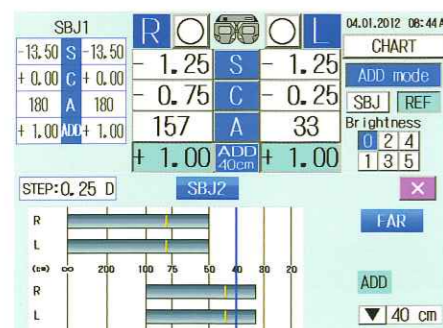 SBJ1
-13.50 S -13.50
+ 0.00 C + 0.00
180 A 180
+ 1.00 ADD + 1.00
R L
- 1.25 S - 1.25
- 0.75 C - 0.25
157 A 33
+ 1.00 ADD 40cm + 1.00
04.01.2012 08:44A
CHART
ADD mode
SBJ REF
Brightness
0 2 4
1 3 5
STEP:0.25 D
SBJ2
×
R
L
(cm) ∞ 200 100 75 50 40 30 20
R
L
FAR
ADD
▼ 40 cm